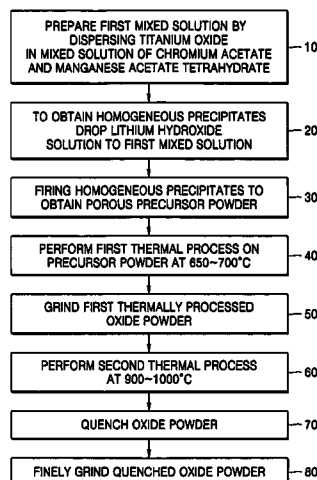 PREPARE FIRST MIXED SOLUTION BY
DISPERSING TITANIUM OXIDE
IN MIXED SOLUTION OF CHROMIUM ACETATE
AND MANGANESE ACETATE TETRAHYDRATE
10
TO OBTAIN HOMOGENEOUS PRECIPITATES
DROP LITHIUM HYDROXIDE
SOLUTION TO FIRST MIXED SOLUTION
20
FIRING HOMOGENEOUS PRECIPITATES TO
OBTAIN POROUS PRECURSOR POWDER
30
PERFORM FIRST THERMAL PROCESS ON
PRECURSOR POWDER AT 650~700°C
40
GRIND FIRST THERMALLY PROCESSED
OXIDE POWDER
50
PERFORM SECOND THERMAL PROCESS
AT 900~1000°C
60
QUENCH OXIDE POWDER
70
FINELY GRIND QUENCHED OXIDE POWDER
80